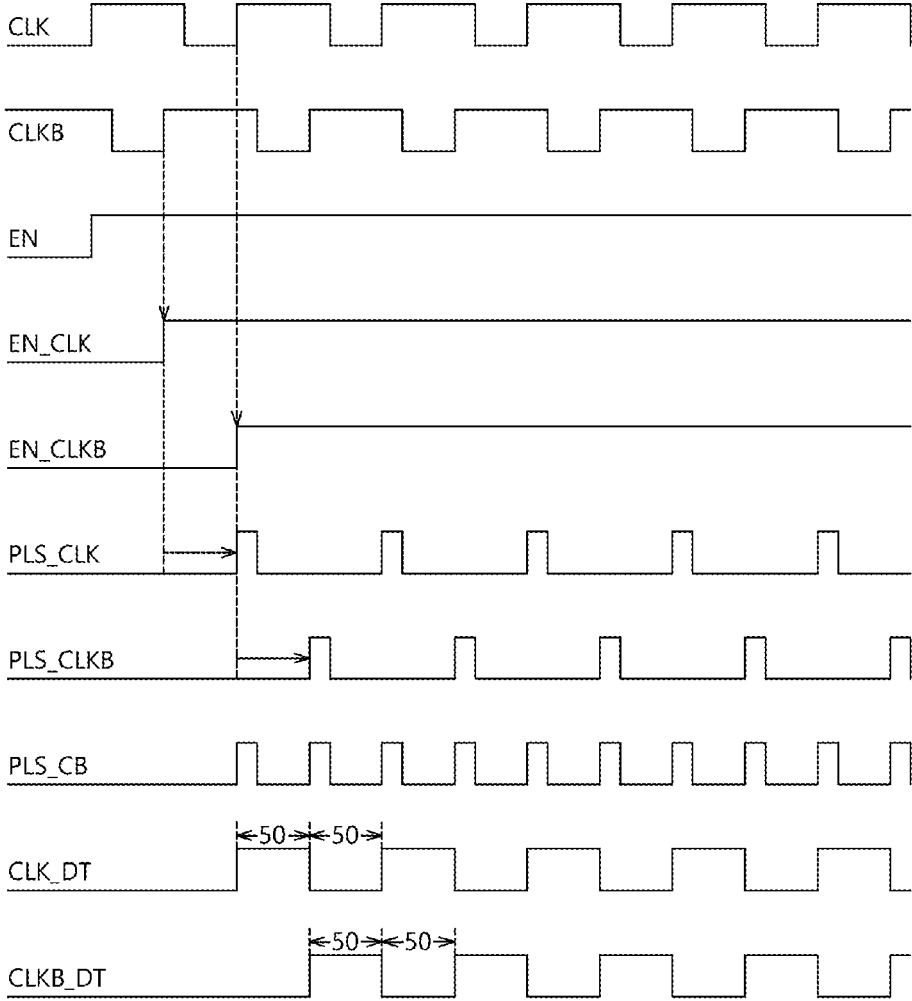 CLK
CLKB
EN
EN_CLK
EN_CLKB
PLS_CLK
PLS_CLKB
PLS_CB
50 50
CLK_DT
50 50
CLKB_DT